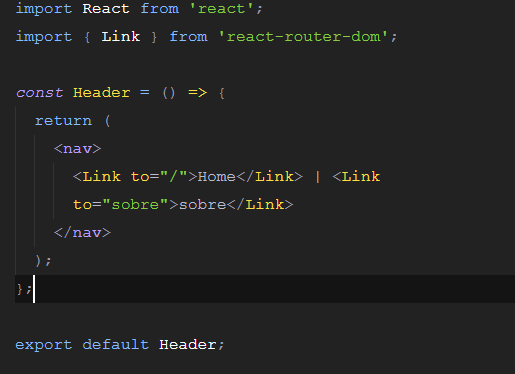 import React from 'react';
import { Link } from 'react-router-dom';
const Header = () => {
return (
<nav>
<Link to="/">Home</Link> | <Link
to="sobre">sobre</Link>
</nav>
);
};
export default Header;